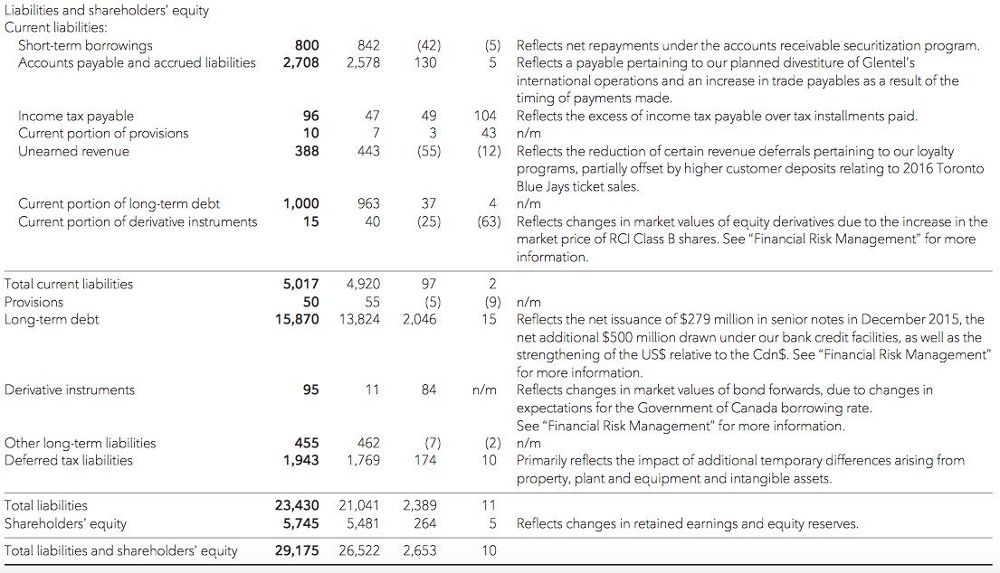 Liabilities and shareholders’ equity
Current liabilities:
Short-term borrowings 800 842 (42) (5) Reflects net repayments under the accounts receivable securitization program.
Accounts payable and accrued liabilities 2,708 2,578 130 5 Reflects a payable pertaining to our planned divestiture of Glentel’s
international operations and an increase in trade payables as a result of the
timing of payments made.
Income tax payable 96 47 49 104 Reflects the excess of income tax payable over tax installments paid.
Current portion of provisions 10 7 3 43 n/m
Unearned revenue 388 443 (55) (12) Reflects the reduction of certain revenue deferrals pertaining to our loyalty
programs, partially offset by higher customer deposits relating to 2016 Toronto
Blue Jays ticket sales.
Current portion of long-term debt 1,000 963 37 4 n/m
Current portion of derivative instruments 15 40 (25) (63) Reflects changes in market values of equity derivatives due to the increase in the
market price of RCI Class B shares. See “Financial Risk Management” for more
information.
Total current liabilities 5,017 4,920 97 2
Provisions 50 55 (5) (9) n/m
Long-term debt 15,870 13,824 2,046 15 Reflects the net issuance of $279 million in senior notes in December 2015, the
net additional $500 million drawn under our bank credit facilities, as well as the
strengthening of the US$ relative to the Cdn$. See “Financial Risk Management”
for more information.
Derivative instruments 95 11 84 n/m Reflects changes in market values of bond forwards, due to changes in
expectations for the Government of Canada borrowing rate.
See “Financial Risk Management” for more information.
Other long-term liabilities 455 462 (7) (2) n/m
Deferred tax liabilities 1,943 1,769 174 10 Primarily reflects the impact of additional temporary differences arising from
property, plant and equipment and intangible assets.
Total liabilities 23,430 21,041 2,389 11
Shareholders’ equity 5,745 5,481 264 5 Reflects changes in retained earnings and equity reserves.
Total liabilities and shareholders’ equity 29,175 26,522 2,653 10